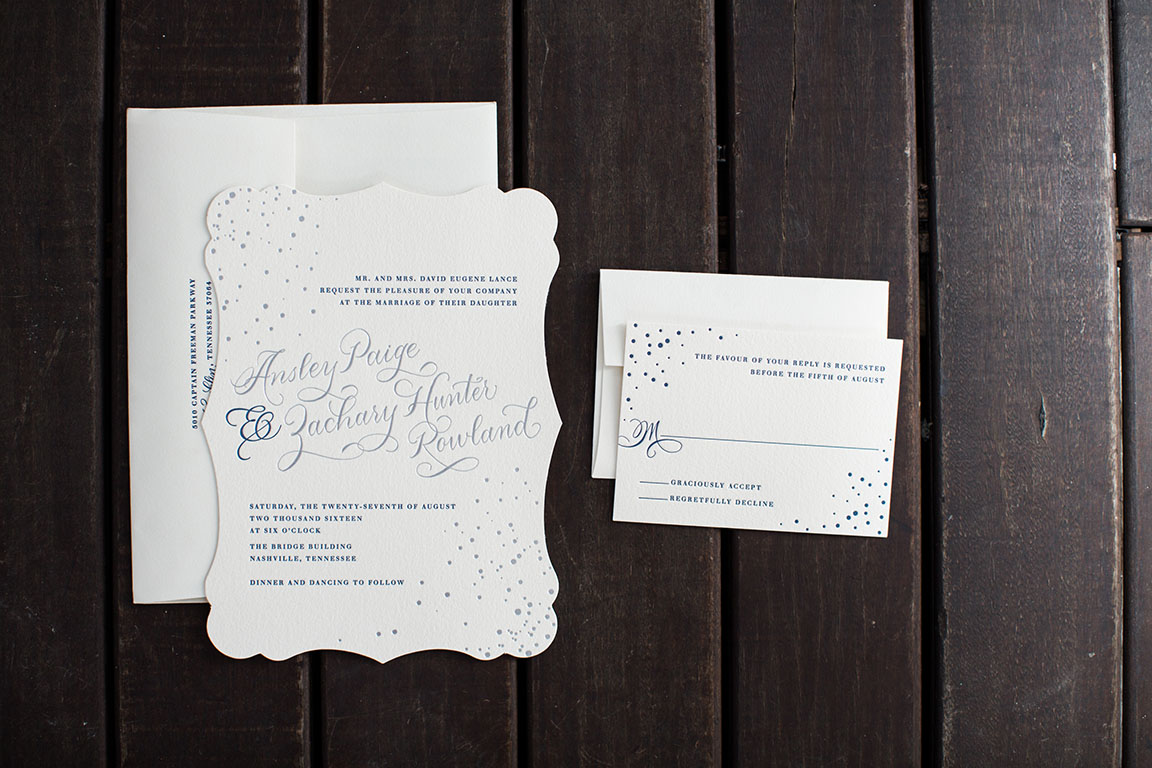 MR. AND MRS. DAVID EUGENE LANCE
REQUEST THE PLEASURE OF YOUR COMPANY
AT THE MARRIAGE OF THEIR DAUGHTER
Ansley Paige
& Zachary Hunter
Rowland
SATURDAY, THE TWENTY-SEVENTH OF AUGUST
TWO THOUSAND SIXTEEN
AT SIX O'CLOCK
THE BRIDGE BUILDING
NASHVILLE, TENNESSEE
DINNER AND DANCING TO FOLLOW
5010 CAPTAIN FREEMAN PARKWAY
TENNESSEE 37064
THE FAVOUR OF YOUR REPLY IS REQUESTED
BEFORE THE FIFTH OF AUGUST
M
GRACIOUSLY ACCEPT
REGRETFULLY DECLINE